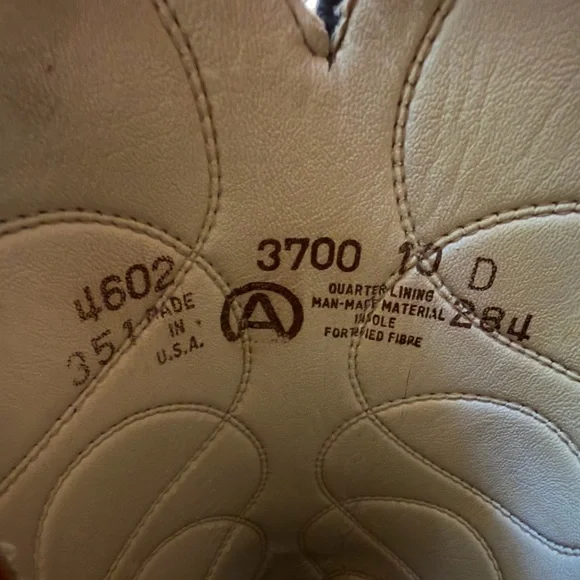 4602
351
MADE
IN
U.S.A.
A
3700 10 D
QUARTER LINING
MAN-MADE MATERIAL
INSOLE
FORTIFIED FIBRE
284